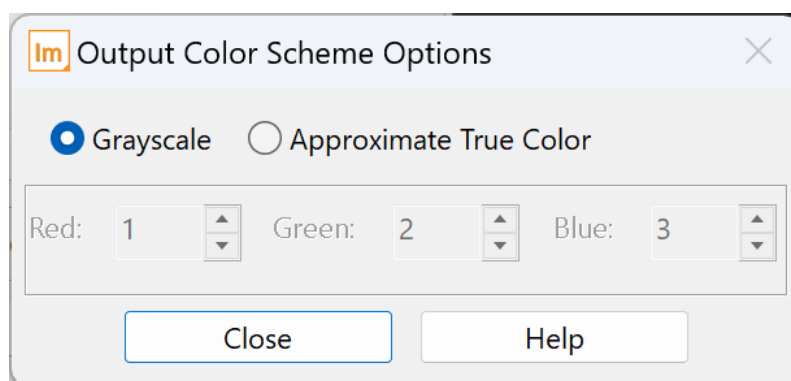 Im Output Color Scheme Options
Grayscale Approximate True Color
Red: 1 Green: 2 Blue: 3
Close Help